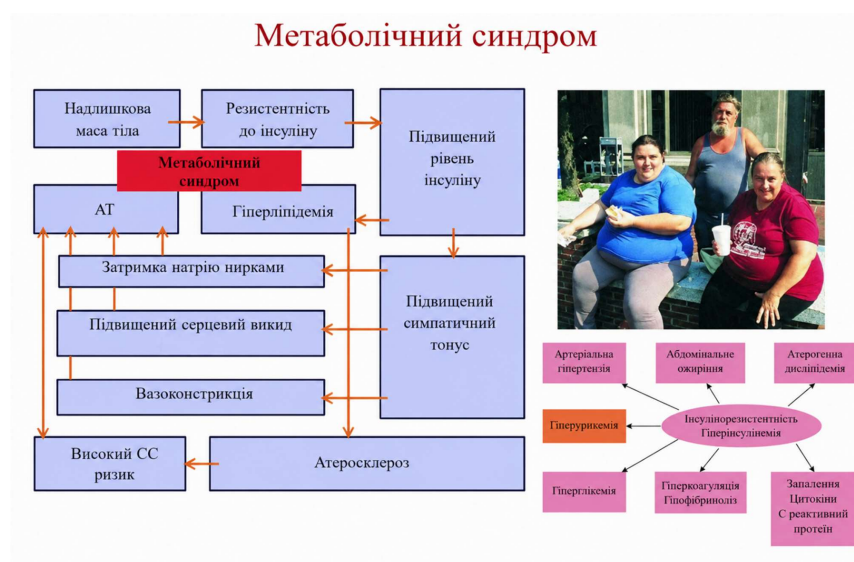 Метаболічний синдром
Надлишкова
маса тіла
Резистентність
до інсуліну
Підвищений
рівень
інсуліну
Метаболічний
синдром
АТ
Гіперліпідемія
Затримка натрію нирками
Підвищений серцевий викид
Вазоконстрикція
Підвищений
симпатичний
тонус
Високий СС
ризик
Атеросклероз
Артеріальна
гіпертензія
Абдомінальне
ожиріння
Атерогенна
дисліпідемія
Гіперурикемія
Інсулінорезистентність
Гіперінсулінемія
Гіперглікемія
Гіперкоагуляція
Гіпофібриноліз
Запалення
Цитокіни
С реактивний
протеїн